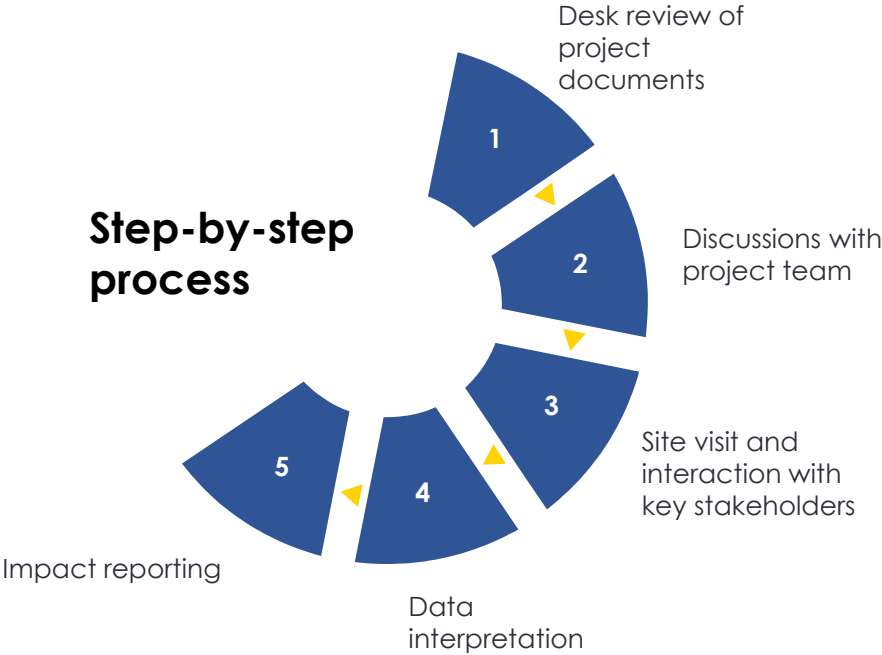 Step-by-step
process
1
Desk review of
project
documents
2
Discussions with
project team
3
Site visit and
interaction with
key stakeholders
4
Data
interpretation
5
Impact reporting